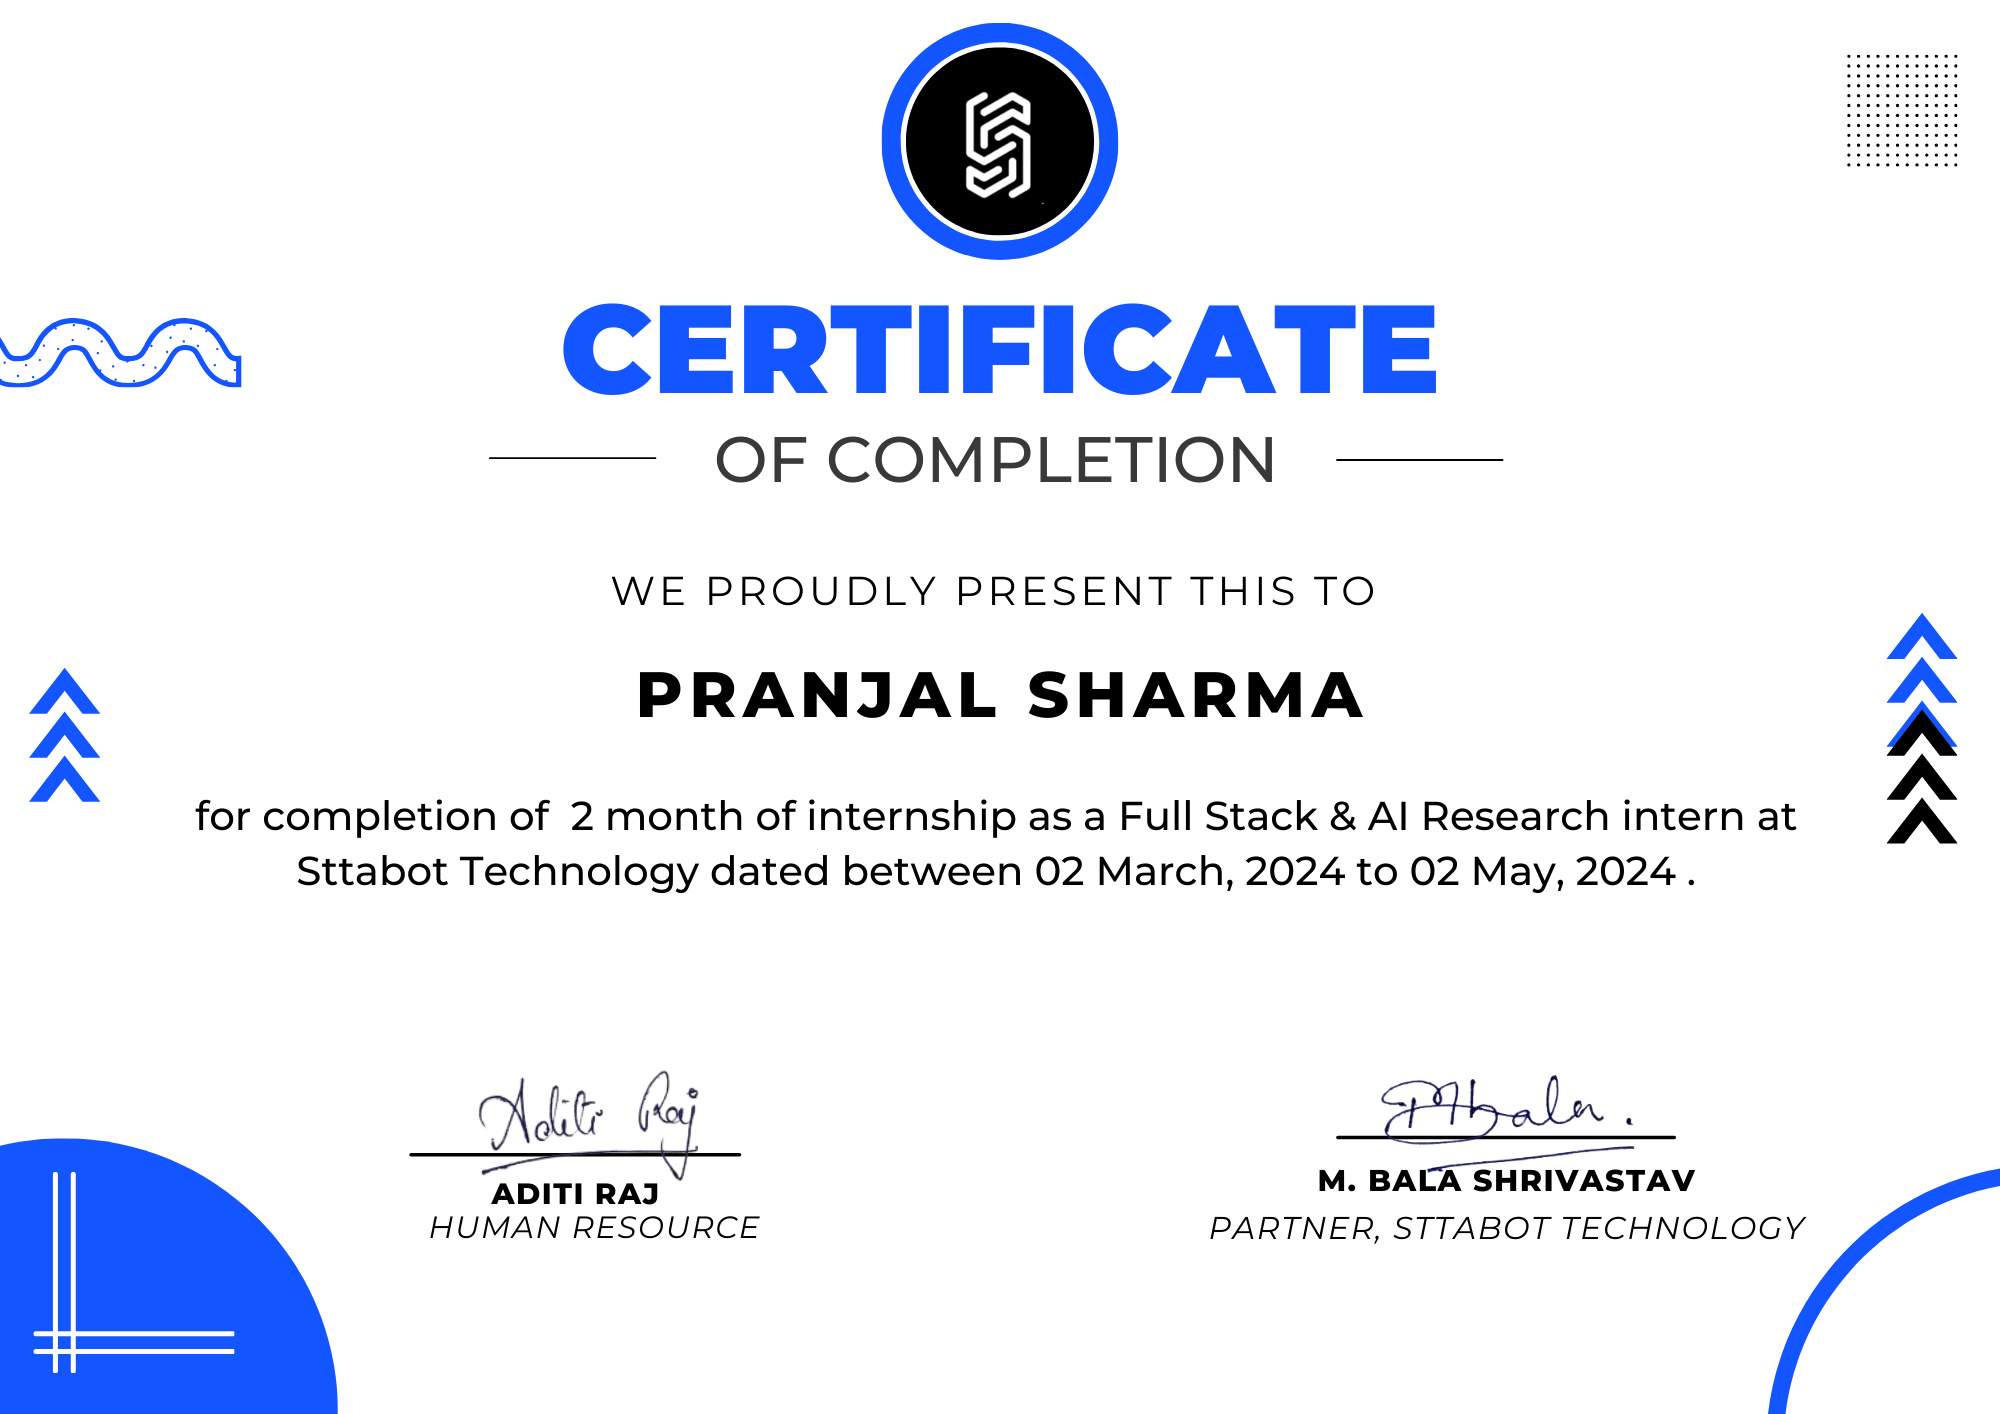 CERTIFICATE
OF COMPLETION
WE PROUDLY PRESENT THIS TO
PRANJAL SHARMA
for completion of  2 month of internship as a Full Stack & AI Research intern at
Sttabot Technology dated between 02 March, 2024 to 02 May, 2024 .
Aditi Raj
ADITI RAJ
HUMAN RESOURCE
MBala.
M. BALA SHRIVASTAV
PARTNER, STTABOT TECHNOLOGY